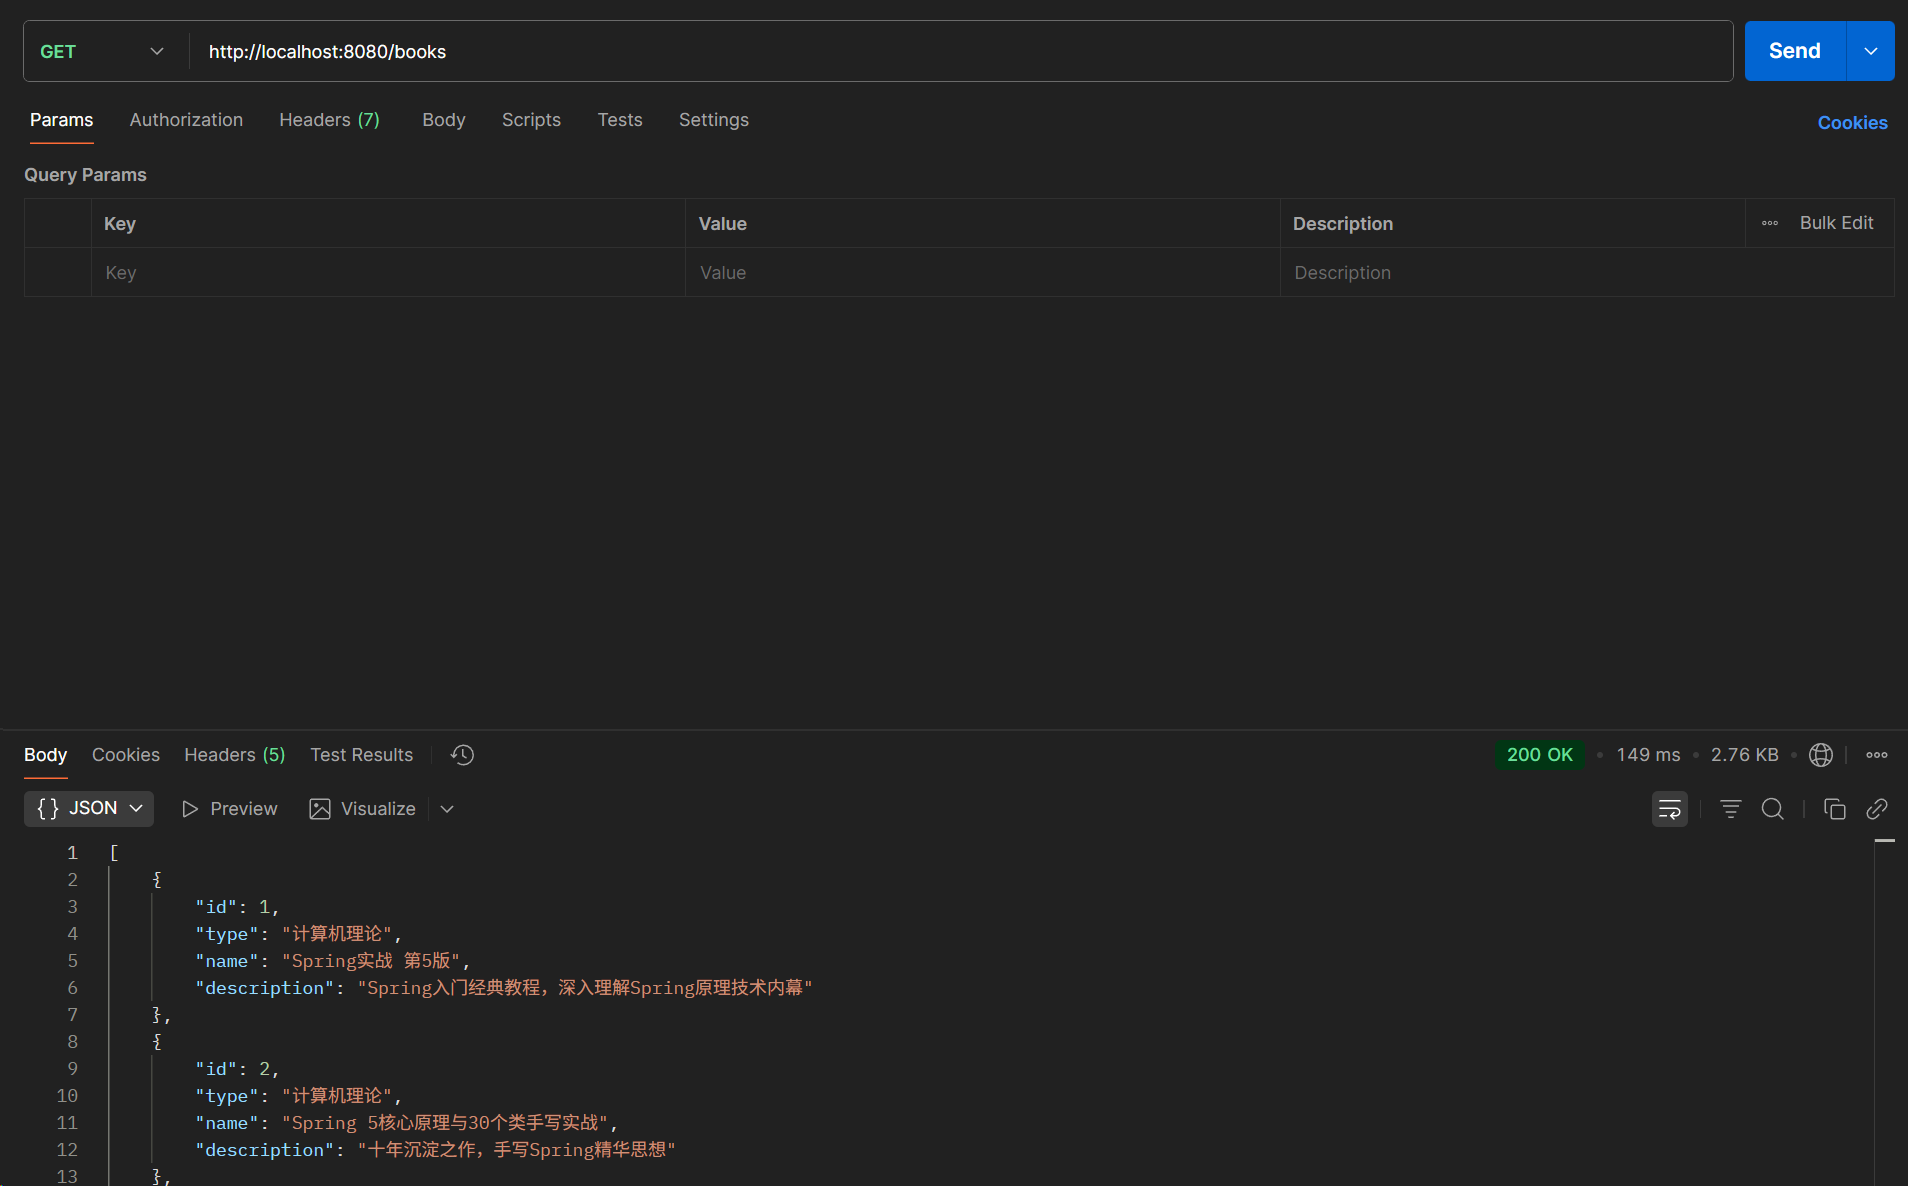 GET http://localhost:8080/books Send
Params Authorization Headers (7) Body Scripts Tests Settings Cookies
Query Params
Key Value Description Bulk Edit
Key Value Description
Body Cookies Headers (5) Test Results 200 OK • 149 ms • 2.76 KB •
{} JSON Preview Visualize
1 [
2 {
3 "id": 1,
4 "type": "计算机理论",
5 "name": "Spring实战 第5版",
6 "description": "Spring入门经典教程，深入理解Spring原理技术内幕"
7 },
8 {
9 "id": 2,
10 "type": "计算机理论",
11 "name": "Spring 5核心原理与30个类手写实战",
12 "description": "十年沉淀之作，手写Spring精华思想"
13 },